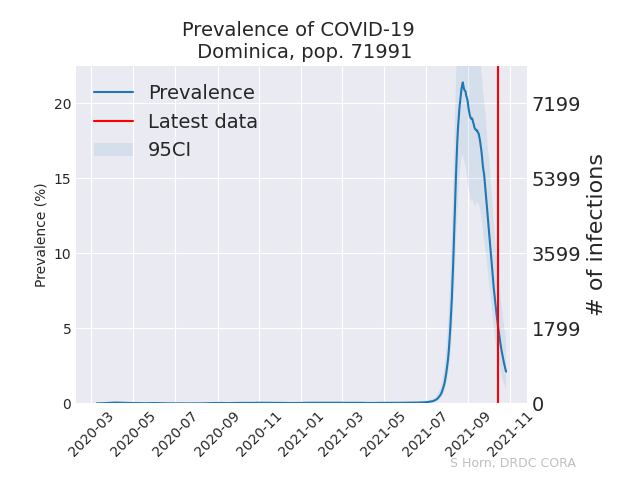 Prevalence of COVID-19
Dominica, pop. 71991
Prevalence
Latest data
95CI
Prevalence (%)
20
15
10
5
0
7199
5399
3599
1799
0
# of infections
2020-03
2020-05
2020-07
2020-09
2020-11
2021-01
2021-03
2021-05
2021-07
2021-09
2021-11
S Horn, DRDC CORA